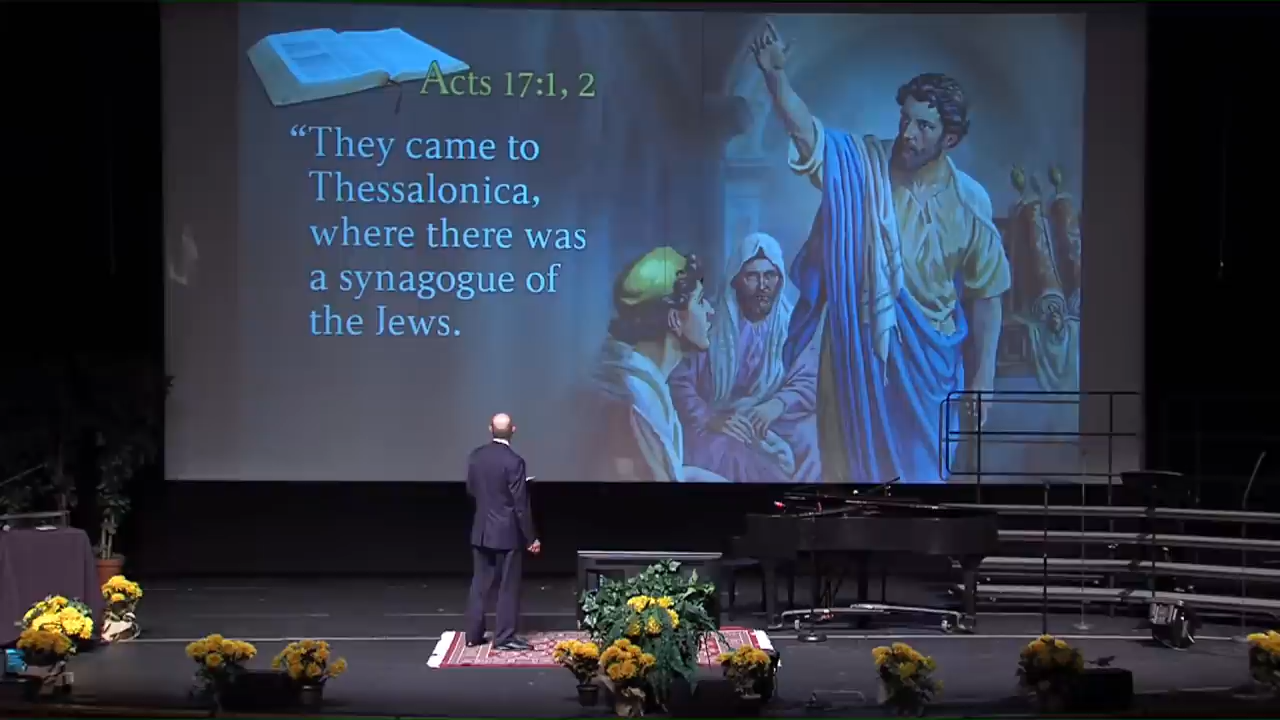 Acts 17:1, 2
“They came to
Thessalonica,
where there was
a synagogue of
the Jews.